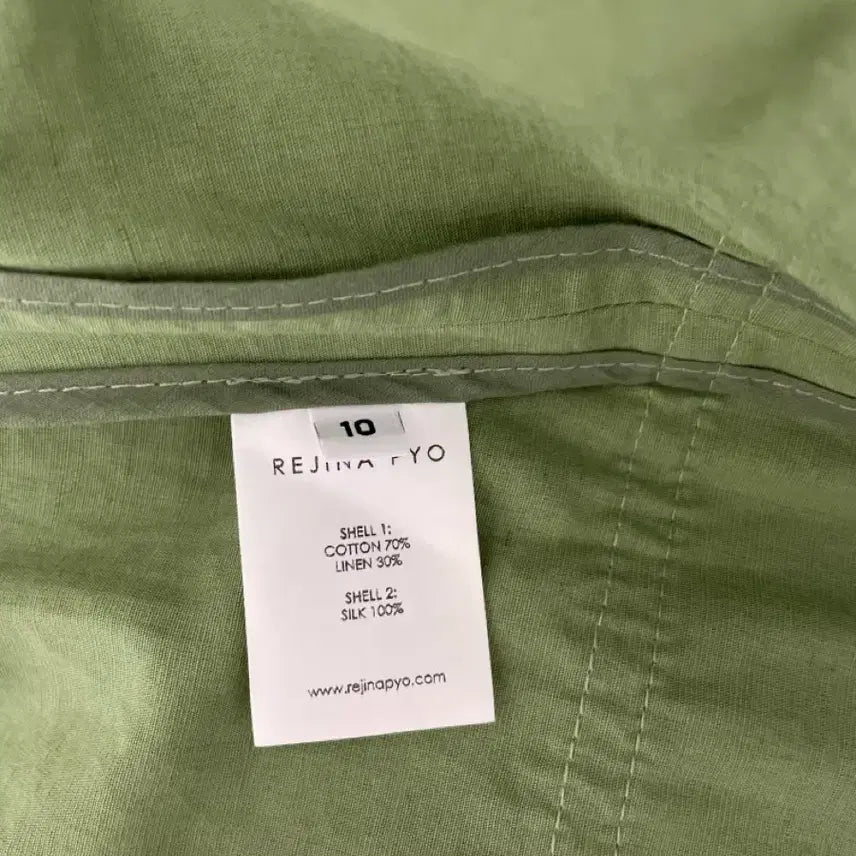 10
REJINA PYO
SHELL 1:
COTTON 70%
LINEN 30%
SHELL 2:
SILK 100%
www.rejinapyo.com